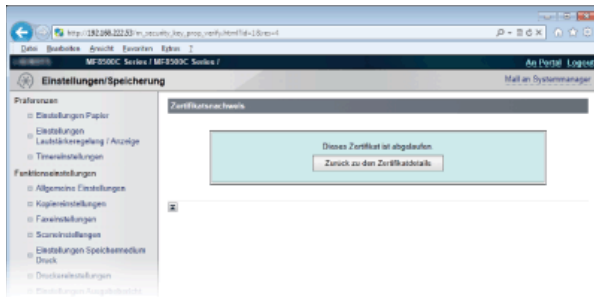 Datei Bearbeiten Ansicht Favoriten Extras ?
MF8500C Series / MF8500C Series /
An Portal Logout
Einstellungen/Speicherung
Mail an Systemmanager
Präferenzen
Einstellungen Papier
Einstellungen
Lautstärkeregelung / Anzeige
Timereinstellungen
Funktionseinstellungen
Allgemeine Einstellungen
Kopiereinstellungen
Faxeinstellungen
Scaneinstellungen
Einstellungen Speichermedium
Druck
Druckereinstellungen
Zertifikatsnachweis
Dieses Zertifikat ist abgelaufen
Zurück zu den Zertifikatdetails